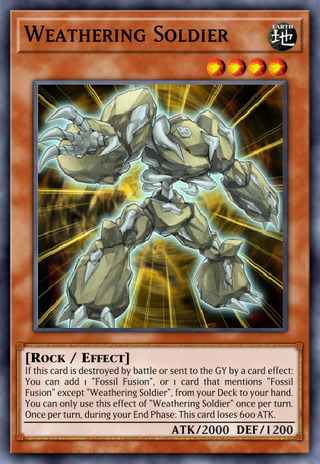 Weathering Soldier
EARTH
地
[Rock / Effect]
If this card is destroyed by battle or sent to the GY by a card effect:
You can add 1 "Fossil Fusion", or 1 card that mentions "Fossil
Fusion" except "Weathering Soldier", from your Deck to your hand.
You can only use this effect of "Weathering Soldier" once per turn.
Once per turn, during your End Phase: This card loses 600 ATK.
ATK/2000 DEF/1200